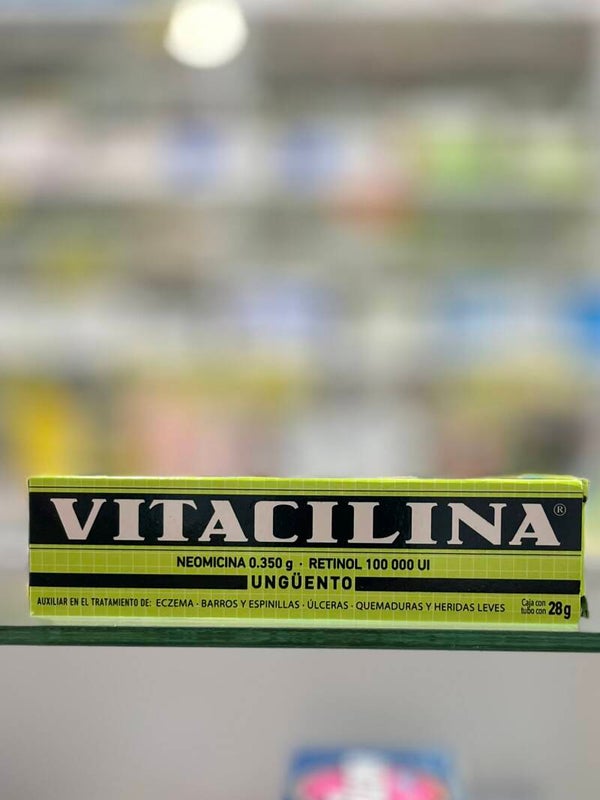 VITACILINA®
NEOMICINA 0.350 g · RETINOL 100 000 UI
UNGÜENTO
AUXILIAR EN EL TRATAMIENTO DE: ECZEMA · BARROS Y ESPINILLAS · ÚLCERAS · QUEMADURAS Y HERIDAS LEVES
Caja con
tubo con 28 g